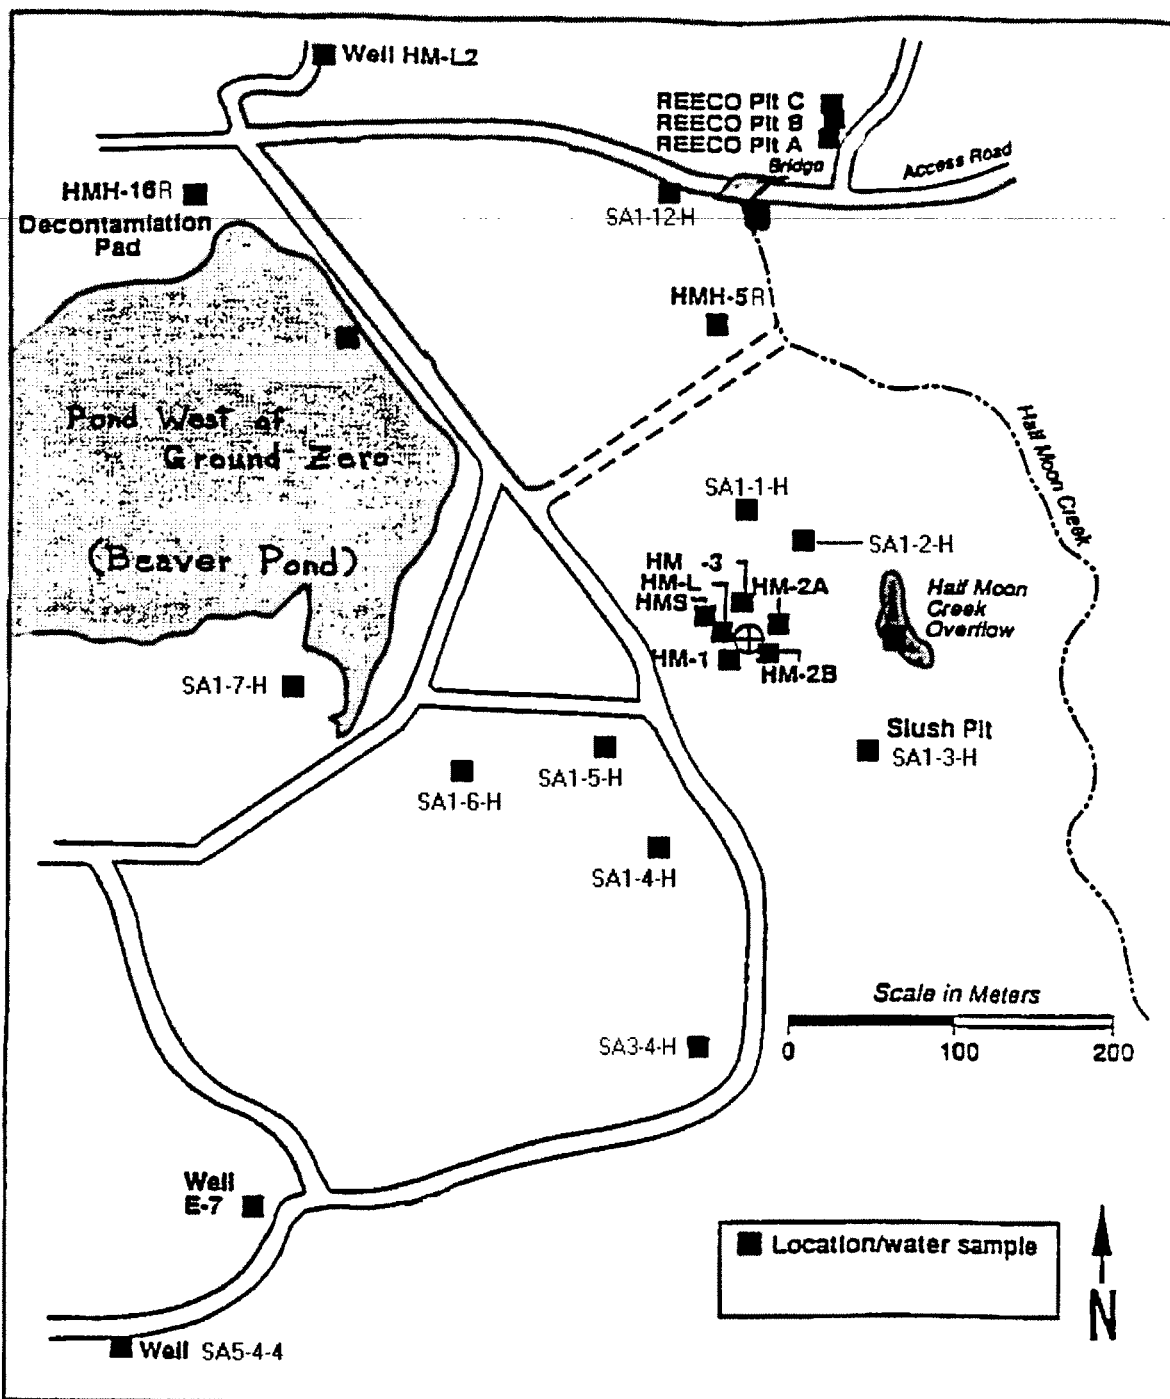 Well HM-L2
REECO Pit C
REECO Pit B
REECO Pit A
Bridge
Access Road
HMH-16R
Decontamiation
Pad
SA1-12-H
HMH-5R
Pond West of
Ground Zero
(Beaver Pond)
Half Moon Creek
SA1-1-H
SA1-2-H
HM -3
HM-L
HM-2A
HMS
Half Moon
Creek
Overflow
HM-1
HM-2B
SA1-7-H
Slush Pit
SA1-3-H
SA1-5-H
SA1-6-H
SA1-4-H
Scale in Meters
0 100 200
SA3-4-H
Well
E-7
Location/water sample
N
Well SA5-4-4